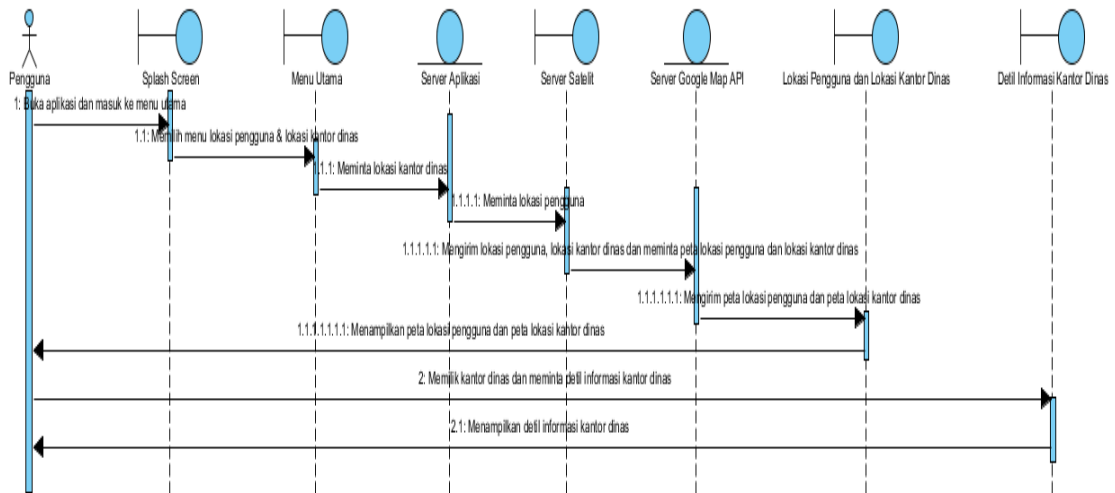 Pengguna
Splash Screen
Menu Utama
Server Aplikasi
Server Satelit
Server Google Map API
Lokasi Pengguna dan Lokasi Kantor Dinas
Detil Informasi Kantor Dinas
1: Buka aplikasi dan masuk ke menu utama
1.1: Memilih menu lokasi pengguna & lokasi kantor dinas
1.1.1: Meminta lokasi kantor dinas
1.1.1.1: Meminta lokasi pengguna
1.1.1.1.1: Mengirim lokasi pengguna, lokasi kantor dinas dan meminta peta lokasi pengguna dan lokasi kantor dinas
1.1.1.1.1.1: Mengirim peta lokasi pengguna dan peta lokasi kantor dinas
1.1.1.1.1.1.1: Menampilkan peta lokasi pengguna dan peta lokasi kantor dinas
2: Memilik kantor dinas dan meminta detil informasi kantor dinas
2.1: Menampilkan detil informasi kantor dinas